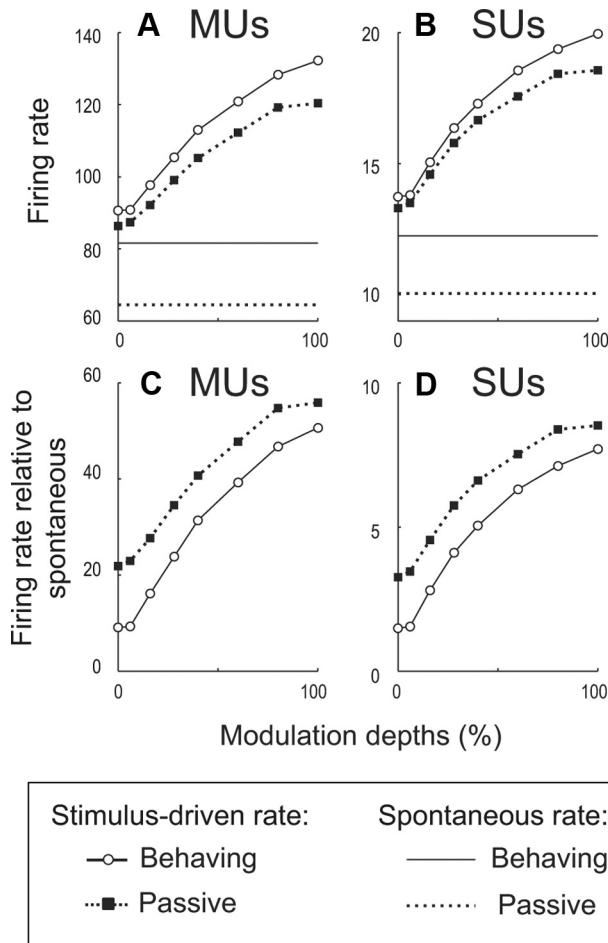 A MUs
B SUs
Firing rate
140
120
100
80
60
0
100
20
15
10
0
100
C MUs
D SUs
Firing rate relative to
spontaneous
60
40
20
0
0
100
10
5
0
0
100
Modulation depths (%)
Stimulus-driven rate:
Behaving
Passive
Spontaneous rate:
Behaving
Passive